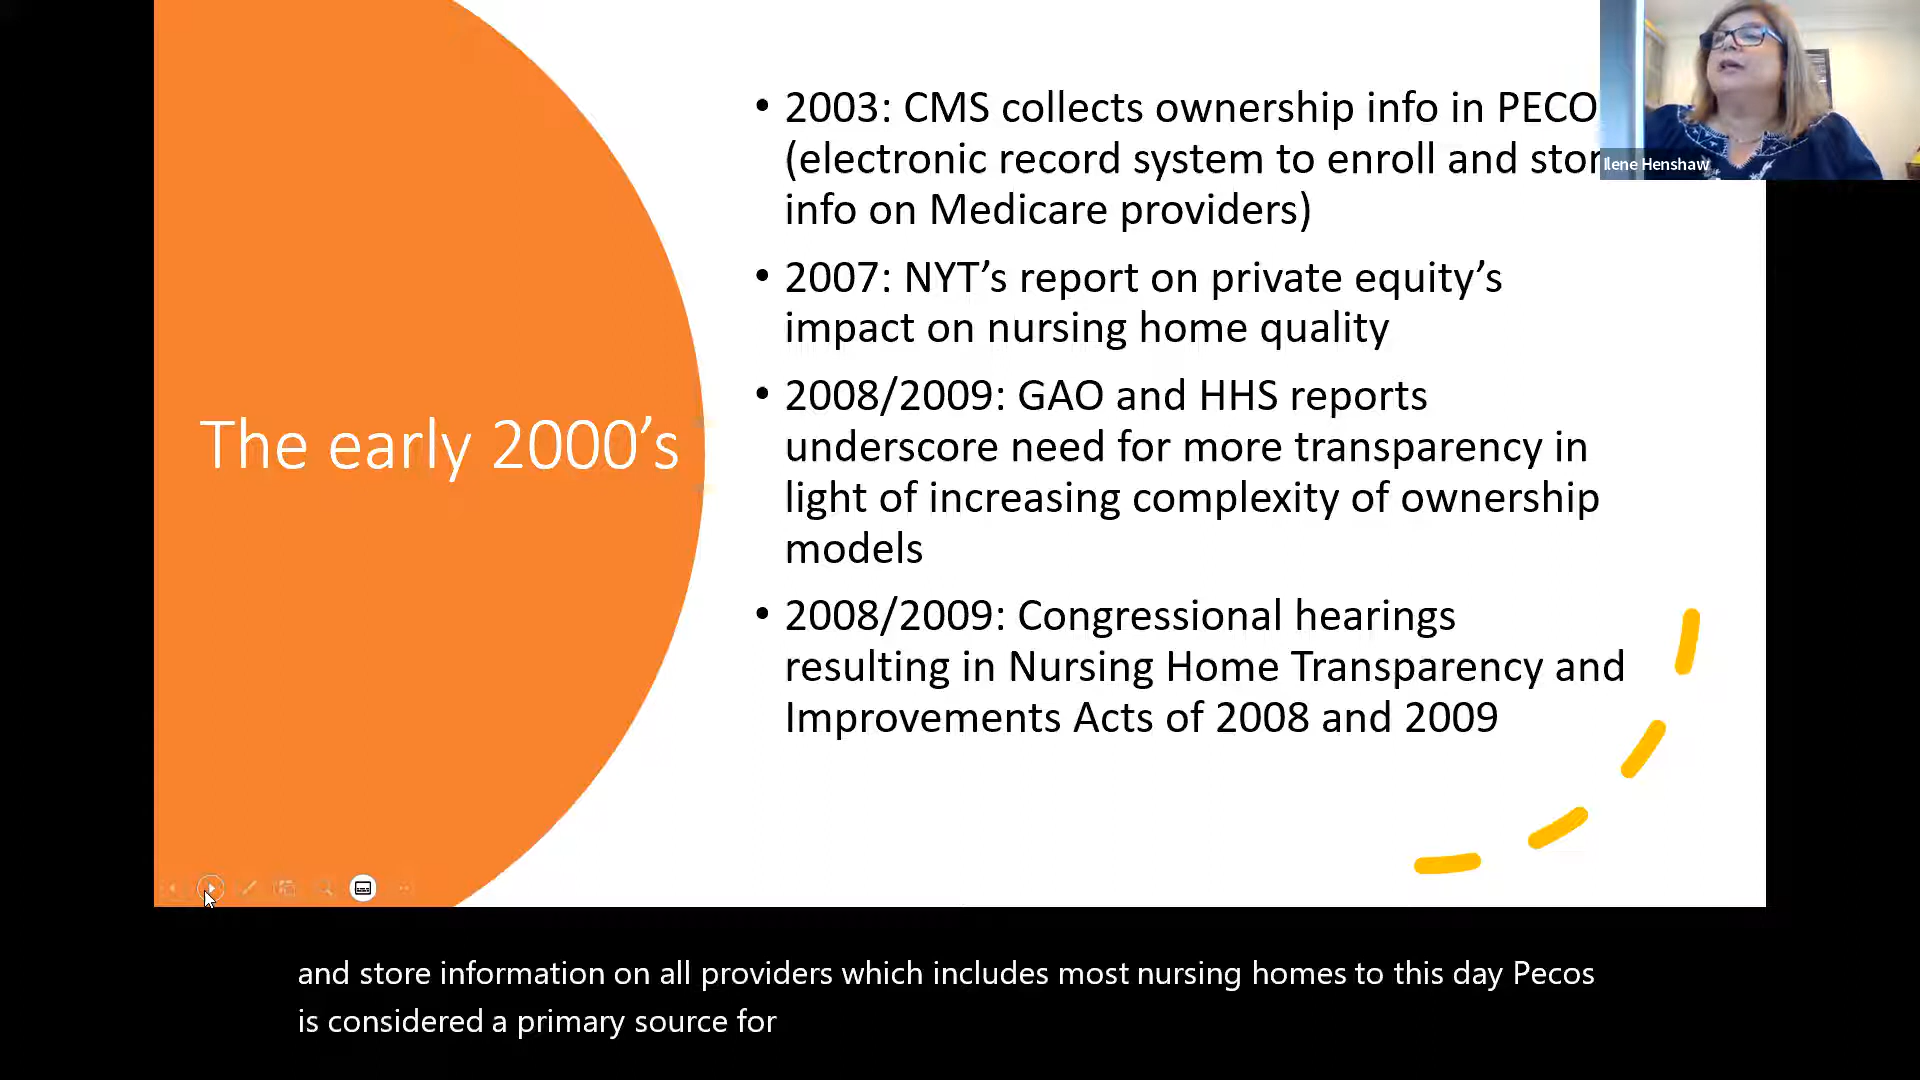 The early 2000's
• 2003: CMS collects ownership info in PECO
(electronic record system to enroll and stor
info on Medicare providers)
• 2007: NYT’s report on private equity’s
impact on nursing home quality
• 2008/2009: GAO and HHS reports
underscore need for more transparency in
light of increasing complexity of ownership
models
• 2008/2009: Congressional hearings
resulting in Nursing Home Transparency and
Improvements Acts of 2008 and 2009
Ilene Henshaw
and store information on all providers which includes most nursing homes to this day Pecos
is considered a primary source for